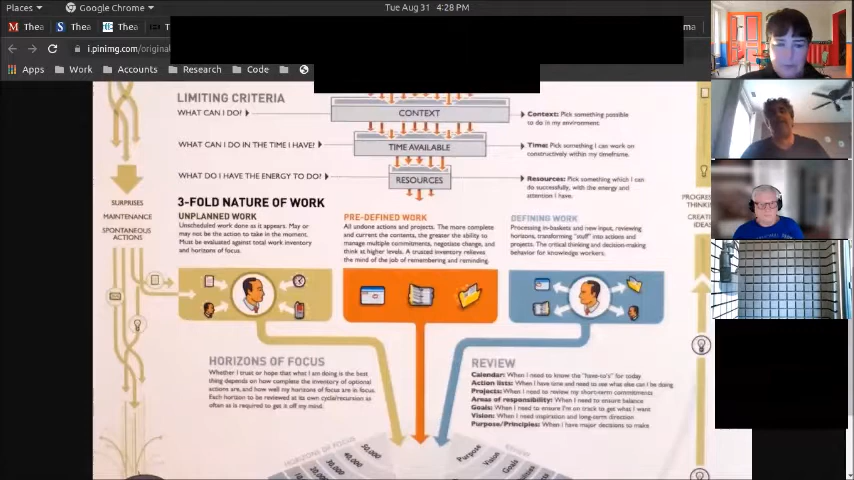 Places
Google Chrome
Tue Aug 31 4:28 PM
Thea
Thea
Thea
i.pinimg.com/original
Apps
Work
Accounts
Research
Code
LIMITING CRITERIA
WHAT CAN I DO?
CONTEXT
Context: Pick something possible
to do in my environment.
WHAT CAN I DO IN THE TIME I HAVE?
TIME AVAILABLE
Time: Pick something I can work on
constructively within my timeframe.
WHAT DO I HAVE THE ENERGY TO DO?
RESOURCES
Resources: Pick something which I can
do successfully, with the energy and
attention I have.
SURPRISES
MAINTENANCE
SPONTANEOUS
ACTIONS
3-FOLD NATURE OF WORK
UNPLANNED WORK
Unscheduled work done as it appears. May or
may not be the action to take in the moment.
Must be evaluated against total work inventory
and horizons of focus.
PRE-DEFINED WORK
All undone actions and projects. The more complete
and current the contents, the greater the ability to
manage multiple commitments, negotiate change, and
think at higher levels. A trusted inventory relieves
the mind of the job of remembering and reminding.
DEFINING WORK
Processing in-baskets and new input, reviewing
horizons, transforming "stuff" into actions and
projects. The critical thinking and decision-making
behavior for knowledge workers.
HORIZONS OF FOCUS
Whether I trust or hope that what I am doing is the best
thing depends on how complete the inventory of optional
actions are, and how well my horizons of focus are in focus.
Each horizon to be reviewed at its own cycle/recursion as
often as is required to get it off my mind.
REVIEW
Calendar: When I need to know the "have-to's" for today
Action lists: When I have time and need to see what else can I be doing
Projects: When I need to review my short-term commitments
Areas of responsibility: When I need to ensure balance
Goals: When I need to ensure I'm on track to get what I want
Vision: When I need inspiration and long-term direction
Purpose/Principles: When I have major decisions to make
HORIZONS OF FOCUS
50,000
40,000
30,000
Purpose
Vision
Goals